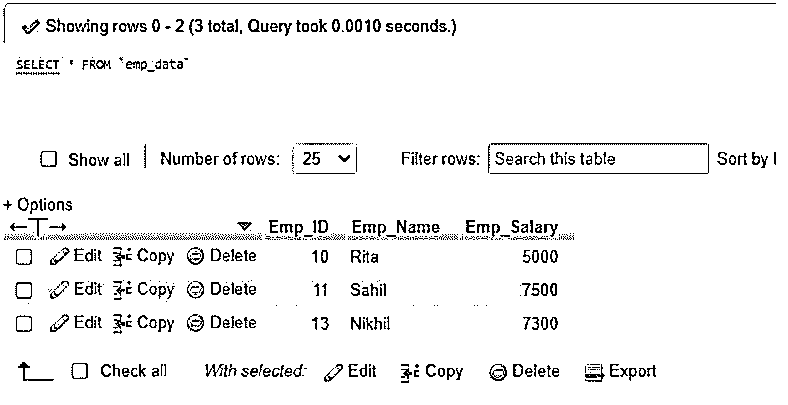 Showing rows 0 - 2 (3 total, Query took 0.0010 seconds.)
SELECT * FROM `emp_data`
Show all Number of rows: 25 Filter rows: Search this table Sort by
+ Options
Emp_ID Emp_Name Emp_Salary
Edit Copy Delete 10 Rita 5000
Edit Copy Delete 11 Sahil 7500
Edit Copy Delete 13 Nikhil 7300
Check all With selected: Edit Copy Delete Export